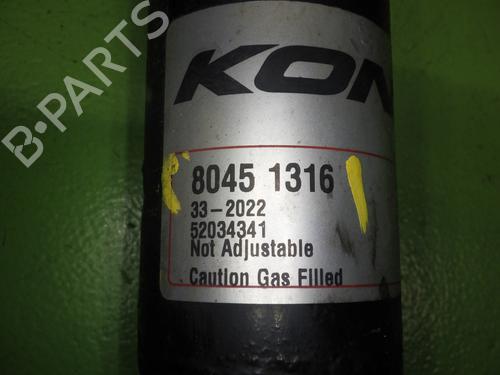 KON
8045 1316
33-2022
52034341
Not Adjustable
Caution Gas Filled
B-PARTS